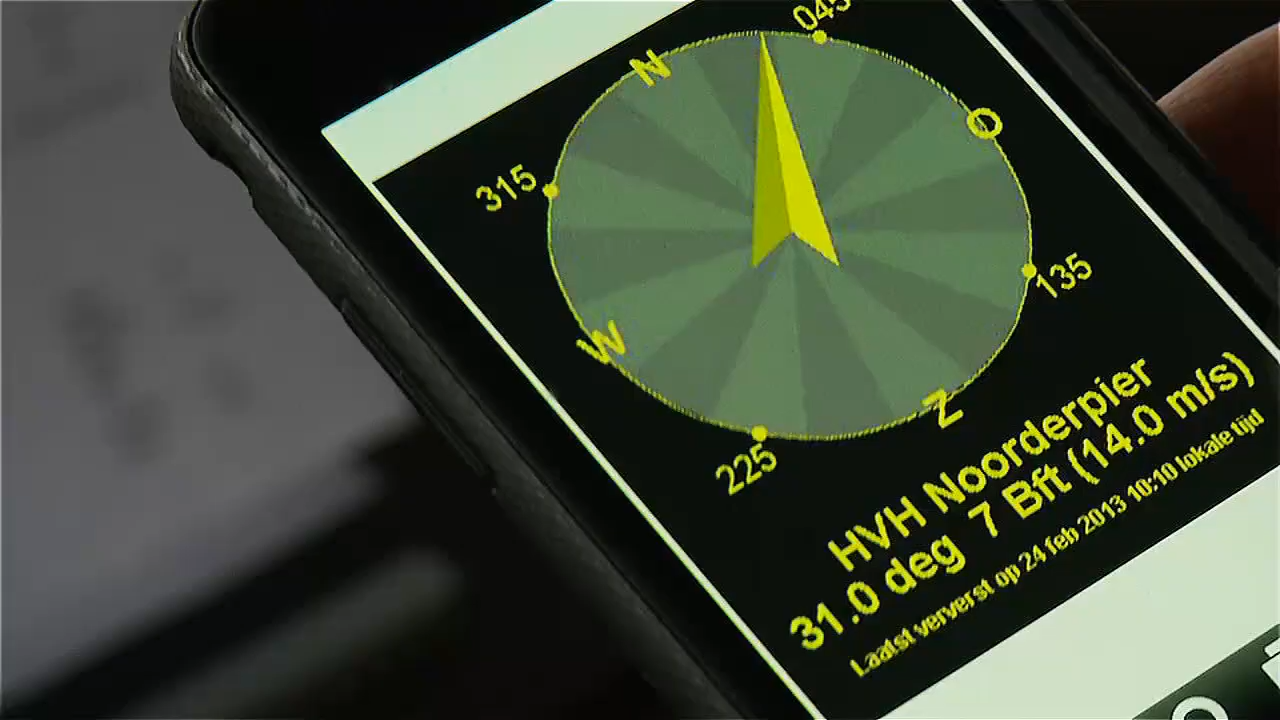 045
N
O
315
135
W
Z
225
HVH Noorderpier
31.0 deg 7 Bft (14.0 m/s)
Laatst ververst op 24 feb 2013 10:10 lokale tijd